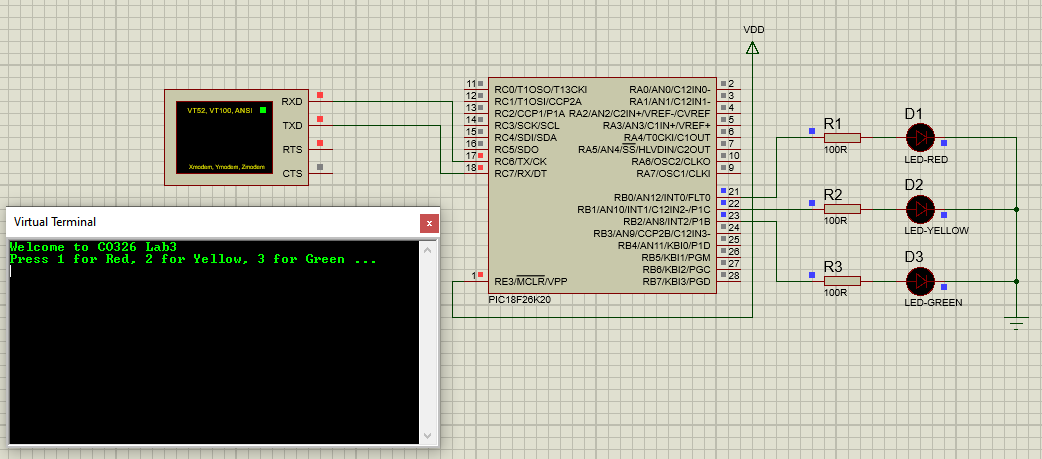 VDD
VT52, VT100, ANSI
RXD
TXD
RTS
CTS
Xmodem, Ymodem, Zmodem
11
12
13
14
15
16
17
18
1
RC0/T1OSO/T13CKI
RC1/T1OSI/CCP2A
RC2/CCP1/P1A
RC3/SCK/SCL
RC4/SDI/SDA
RC5/SDO
RC6/TX/CK
RC7/RX/DT
RE3/MCLR/VPP
PIC18F26K20
RA0/AN0/C12IN0-
RA1/AN1/C12IN1-
RA2/AN2/C2IN+/VREF-/CVREF
RA3/AN3/C1IN+/VREF+
RA4/T0CKI/C1OUT
RA5/AN4/SS/HLVDIN/C2OUT
RA6/OSC2/CLKO
RA7/OSC1/CLKI
RB0/AN12/INT0/FLT0
RB1/AN10/INT1/C12IN2-/P1C
RB2/AN8/INT2/P1B
RB3/AN9/CCP2B/C12IN3-
RB4/AN11/KBI0/P1D
RB5/KBI1/PGM
RB6/KBI2/PGC
RB7/KBI3/PGD
2
3
4
5
6
7
10
9
21
22
23
24
25
26
27
28
R1
100R
D1
LED-RED
R2
100R
D2
LED-YELLOW
R3
100R
D3
LED-GREEN
Virtual Terminal
x
Welcome to CO326 Lab3
Press 1 for Red, 2 for Yellow, 3 for Green ...